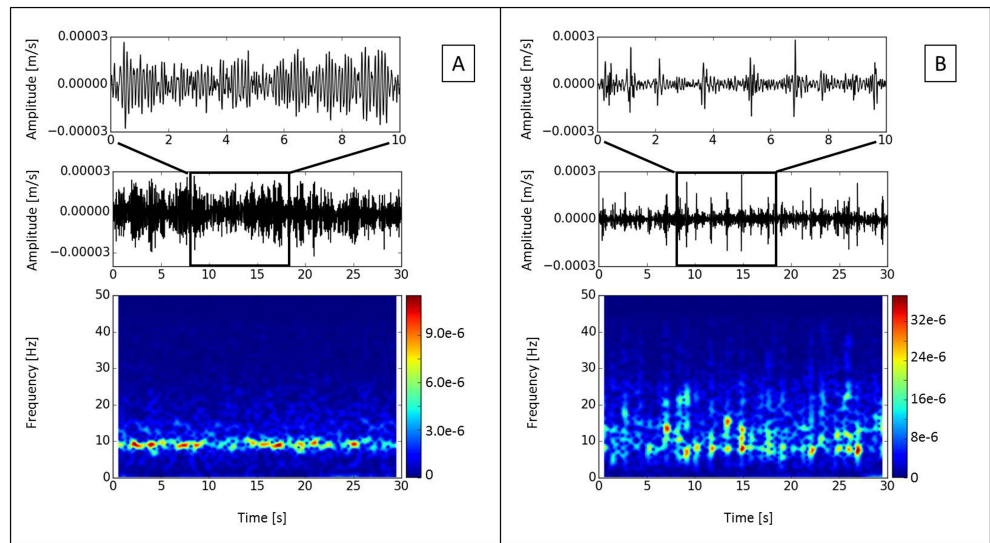 A
Amplitude [m/s]
0.00003
0.00000
−0.00003
0 2 4 6 8 10
Amplitude [m/s]
0.00003
0.00000
−0.00003
0 5 10 15 20 25 30
Frequency [Hz]
50
40
30
20
10
0
9.0e-6
6.0e-6
3.0e-6
0
0 5 10 15 20 25 30
Time [s]
B
Amplitude [m/s]
0.0003
0.0000
−0.0003
0 2 4 6 8 10
Amplitude [m/s]
0.0003
0.0000
−0.0003
0 5 10 15 20 25 30
Frequency [Hz]
50
40
30
20
10
0
32e-6
24e-6
16e-6
8e-6
0
0 5 10 15 20 25 30
Time [s]